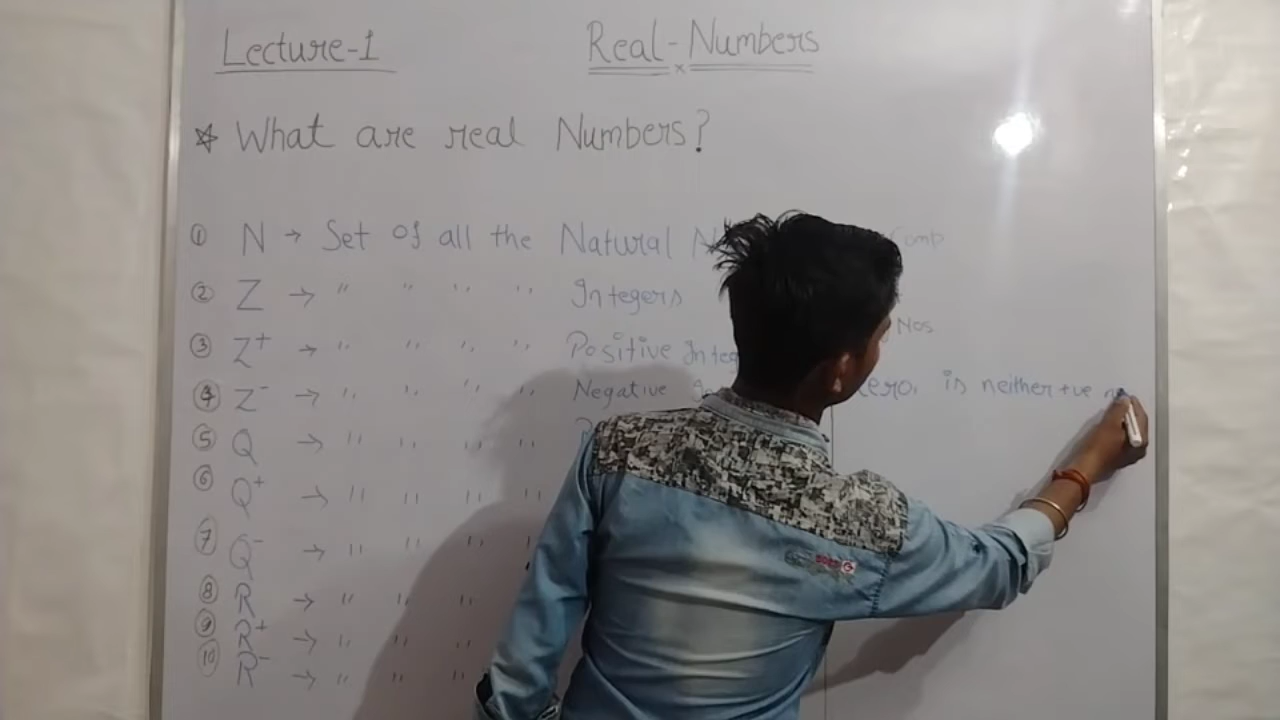 Lecture-1
Real-Numbers
What are real Numbers?
① N → Set of all the Natural
② Z → " " " " Integers
Nos.
③ Z⁺ → " " " " Positive
④ Z⁻ → " " " " Negative zero, is neither +ve
⑤ Q → " " " "
⑥ Q⁺ → " " " "
⑦ Q⁻ → " " "
⑧ R → " " "
⑨ R⁺ → " " "
⑩ R⁻ → " " "